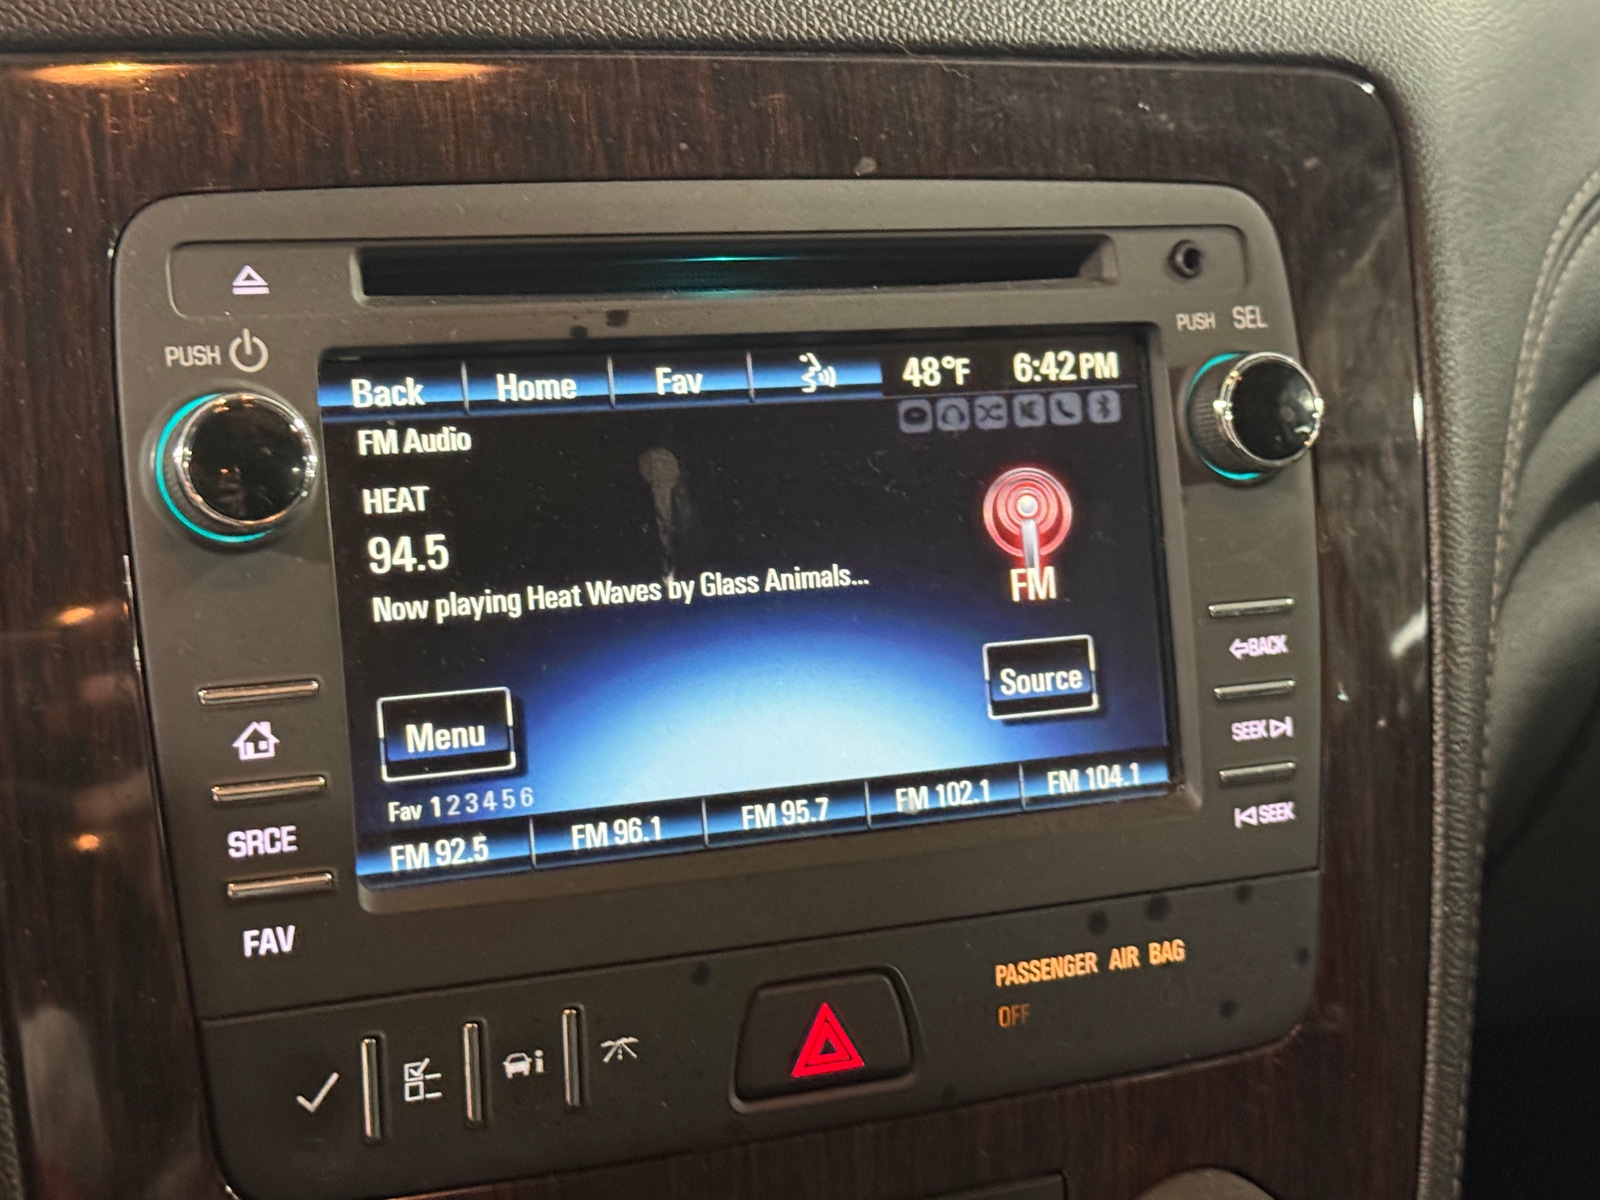 PUSH
PUSH SEL
Back Home Fav 48°F 6:42PM
FM Audio
HEAT
94.5
Now playing Heat Waves by Glass Animals...
FM
Source
Menu
Fav 1 2 3 4 5 6
FM 92.5 FM 96.1 FM 95.7 FM 102.1 FM 104.1
BACK
SEEK
SEEK
SRCE
FAV
PASSENGER AIR BAG
OFF
i